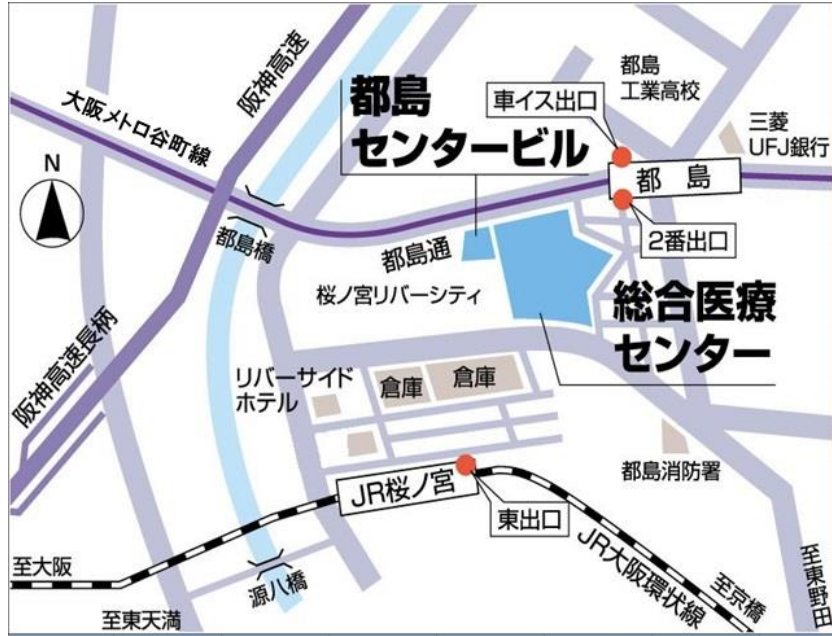 阪神高速
大阪メトロ谷町線
都島
センタービル
車イス出口
都島
工業高校
三菱
UFJ銀行
都島
2番出口
N
都島橋
都島通
桜ノ宮リバーシティ
総合医療
センター
阪神高速長柄
リバーサイド
ホテル
倉庫
倉庫
都島消防署
JR桜ノ宮
東出口
JR大阪環状線
至大阪
源八橋
至東天満
至京橋
至東野田